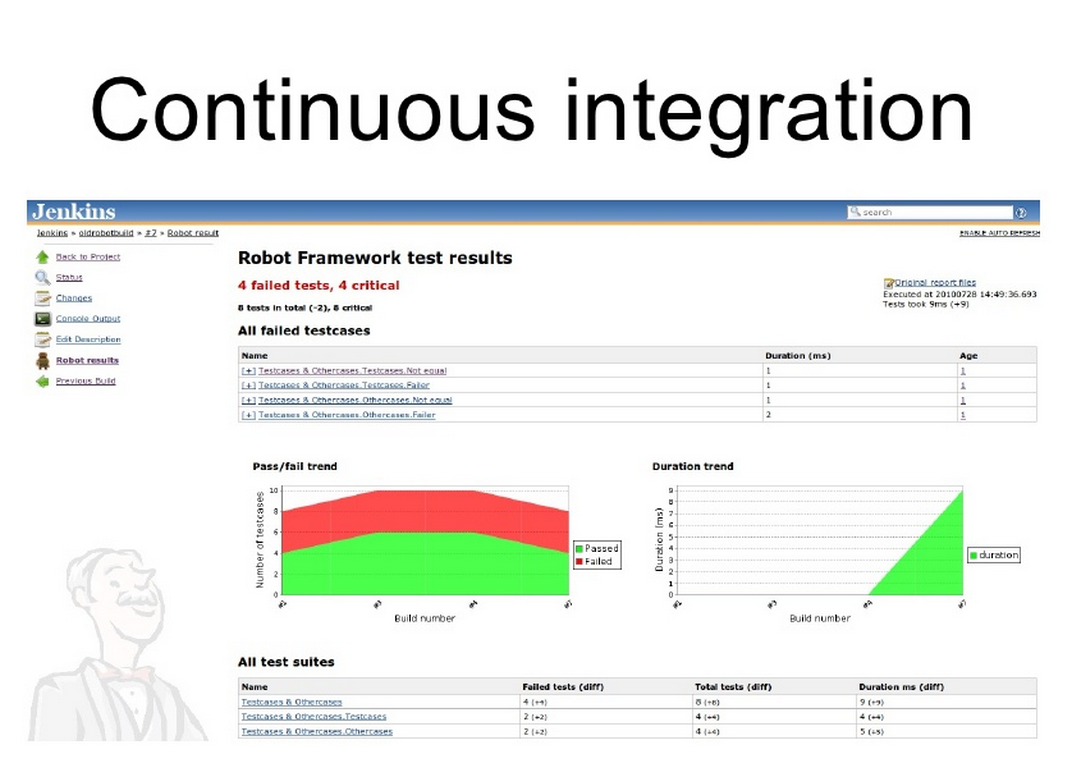 Continuous integration
Jenkins
search
Jenkins » oldrobotbuild » #7 » Robot result
ENABLE AUTO REFRESH
Back to Project
Status
Changes
Console Output
Edit Description
Robot results
Previous Build
Robot Framework test results
4 failed tests, 4 critical
8 tests in total (-2), 8 critical
Original report files
Executed at 20100728 14:49:36.693
Tests took 9ms (+9)
All failed testcases
Name Duration (ms) Age
[+] Testcases & Othercases.Testcases.Not equal 1 1
[+] Testcases & Othercases.Testcases.Failer 1 1
[+] Testcases & Othercases.Othercases.Not equal 1 1
[+] Testcases & Othercases.Othercases.Failer 2 1
Pass/fail trend
Number of testcases
10
8
6
4
2
0
#1 #3 #4 #7
Build number
Passed
Failed
Duration trend
Duration (ms)
9
8
7
6
5
4
3
2
1
0
#1 #3 #4 #7
Build number
duration
All test suites
Name Failed tests (diff) Total tests (diff) Duration ms (diff)
Testcases & Othercases 4 (+4) 8 (+8) 9 (+9)
Testcases & Othercases.Testcases 2 (+2) 4 (+4) 4 (+4)
Testcases & Othercases.Othercases 2 (+2) 4 (+4) 5 (+5)